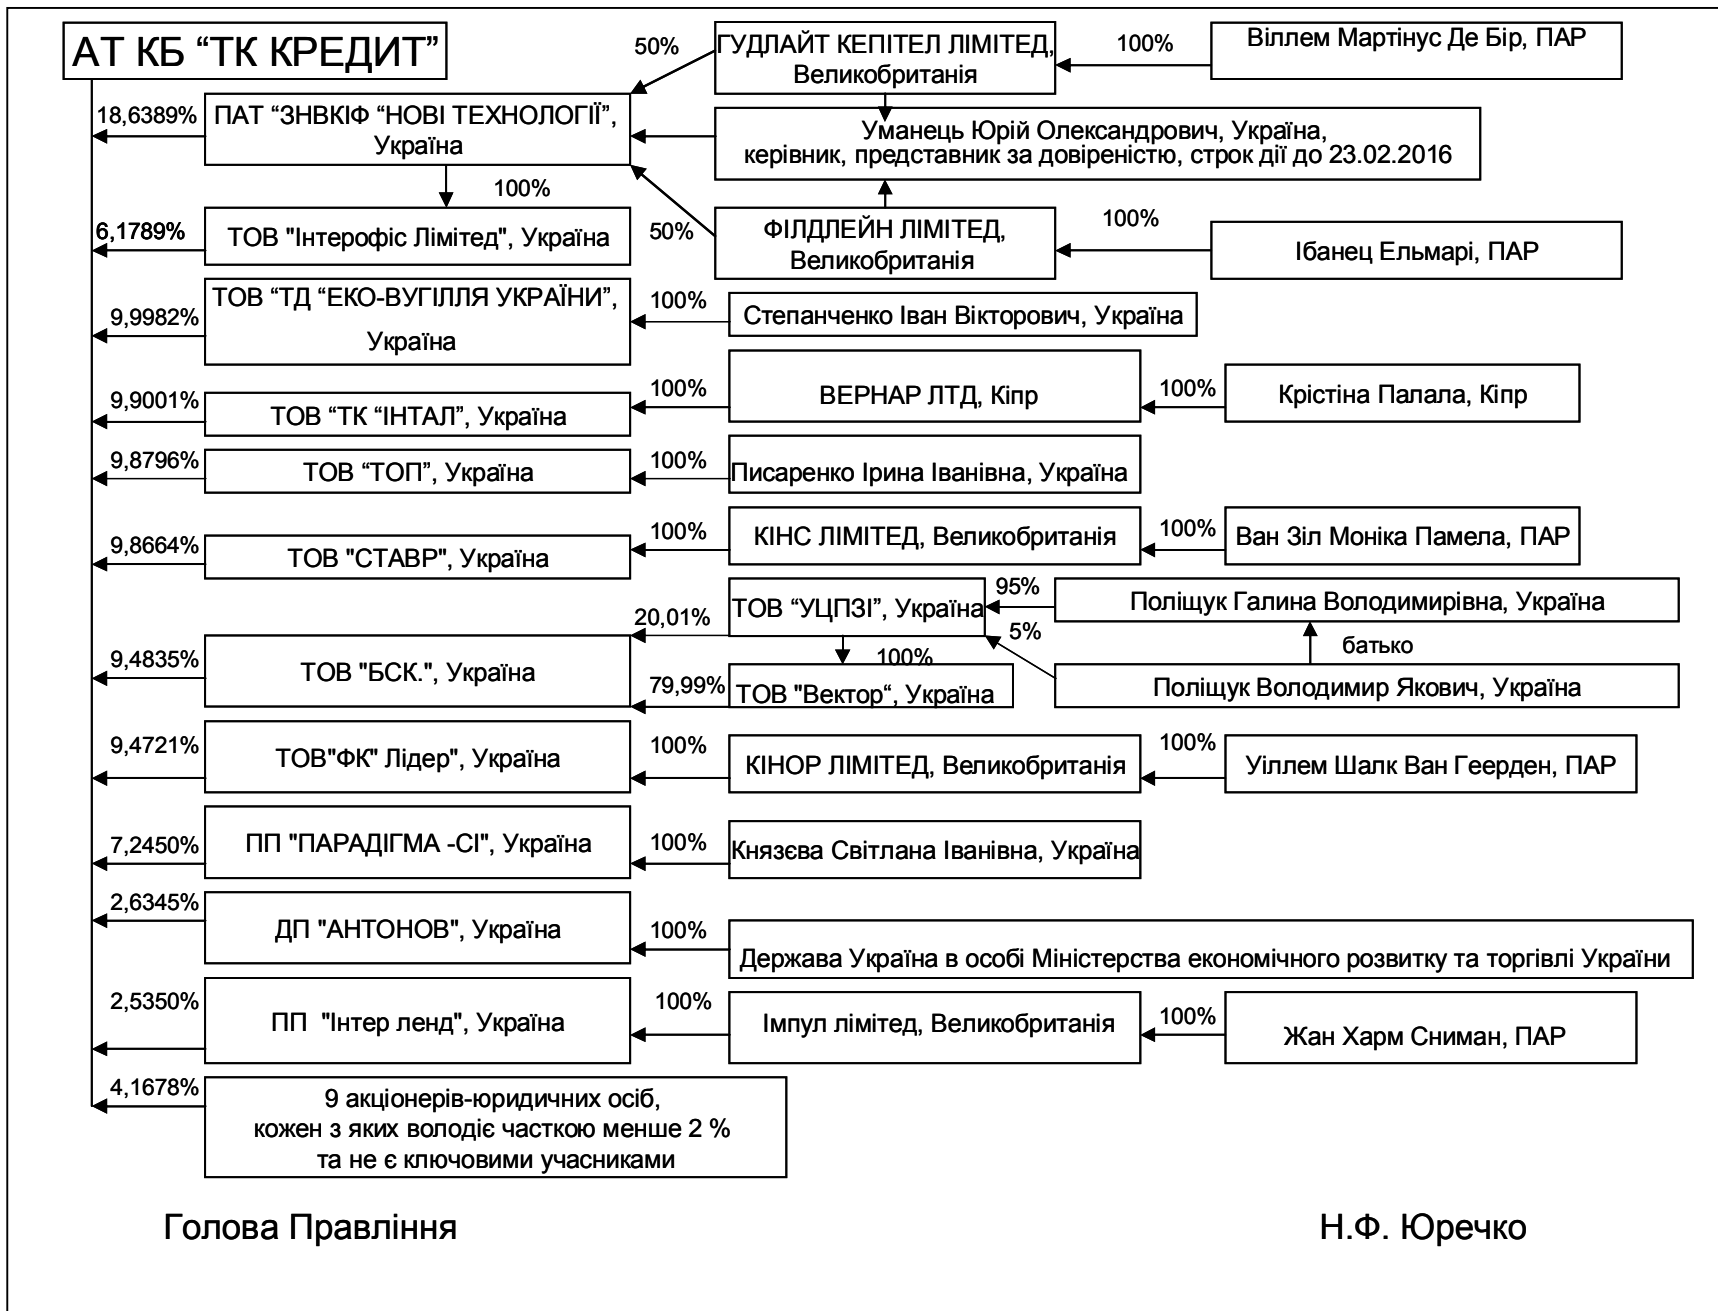 АТ КБ “ТК КРЕДИТ”
50%
ГУДЛАЙТ КЕПІТЕЛ ЛІМІТЕД,
Великобританія
100%
Віллем Мартінус Де Бір, ПАР
18,6389%
ПАТ “ЗНВКІФ “НОВІ ТЕХНОЛОГІЇ”,
Україна
Уманець Юрій Олександрович, Україна,
керівник, представник за довіреністю, строк дії до 23.02.2016
100%
6,1789%
ТОВ "Інтерофіс Лімітед", Україна
50%
ФІЛДЛЕЙН ЛІМІТЕД,
Великобританія
100%
Ібанец Ельмарі, ПАР
9,9982%
ТОВ “ТД “ЕКО-ВУГІЛЛЯ УКРАЇНИ”,
Україна
100%
Степанченко Іван Вікторович, Україна
9,9001%
ТОВ “ТК “ІНТАЛ”, Україна
100%
ВЕРНАР ЛТД, Кіпр
100%
Крістіна Палала, Кіпр
9,8796%
ТОВ “ТОП”, Україна
100%
Писаренко Ірина Іванівна, Україна
9,8664%
ТОВ "СТАВР", Україна
100%
КІНС ЛІМІТЕД, Великобританія
100%
Ван Зіл Моніка Памела, ПАР
20,01%
ТОВ “УЦПЗІ”, Україна
95%
Поліщук Галина Володимирівна, Україна
5%
батько
100%
9,4835%
ТОВ "БСК.", Україна
79,99%
ТОВ "Вектор“, Україна
Поліщук Володимир Якович, Україна
9,4721%
ТОВ"ФК" Лідер", Україна
100%
КІНОР ЛІМІТЕД, Великобританія
100%
Уіллем Шалк Ван Геерден, ПАР
7,2450%
ПП "ПАРАДІГМА -СІ", Україна
100%
Князєва Світлана Іванівна, Україна
2,6345%
ДП "АНТОНОВ", Україна
100%
Держава Україна в особі Міністерства економічного розвитку та торгівлі України
2,5350%
ПП "Інтер ленд", Україна
100%
Імпул лімітед, Великобританія
100%
Жан Харм Сниман, ПАР
4,1678%
9 акціонерів-юридичних осіб,
кожен з яких володіє часткою менше 2 %
та не є ключовими учасниками
Голова Правління
Н.Ф. Юречко